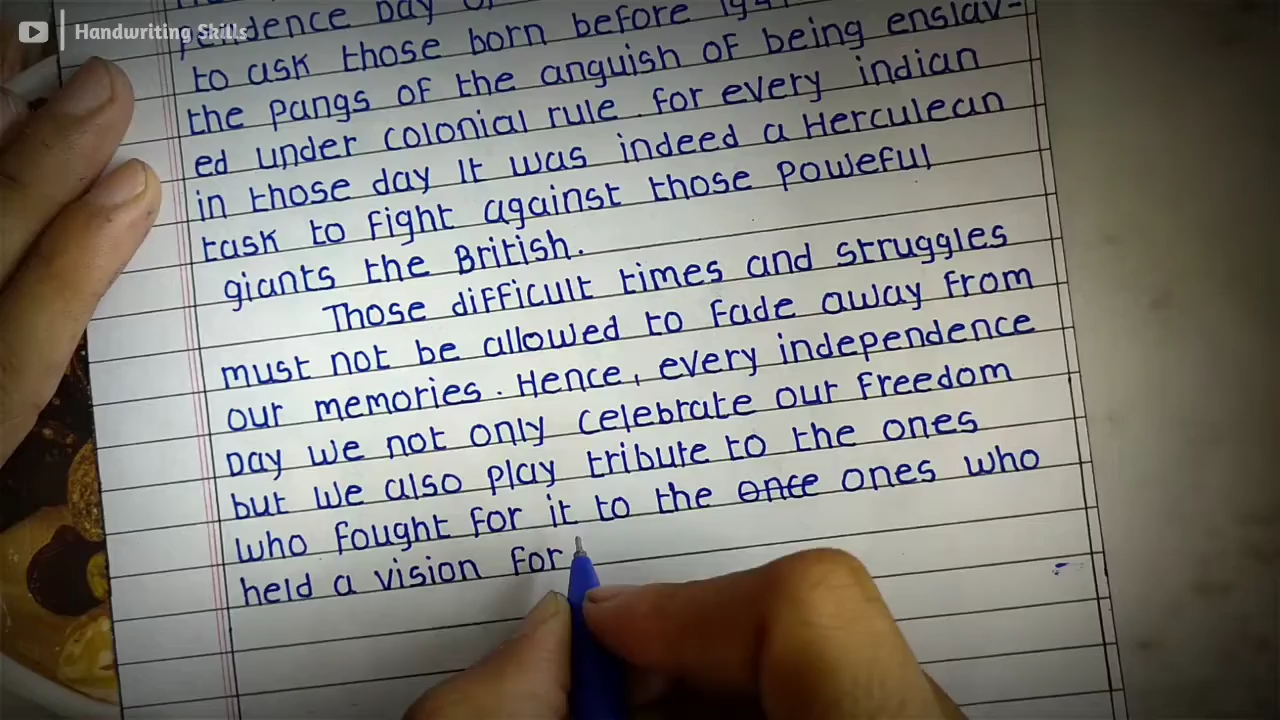 Handwriting Skills
pendence Day
to ask those born before
the pangs of the anguish of being enslav-
ed under colonial rule. for every indian
in those day It was indeed a Herculean
task to fight against those poweful
giants the British.
Those difficult times and struggles
must not be allowed to fade away from
our memories. Hence, every independence
Day we not only celebrate our freedom
but we also play tribute to the ones
who fought for it to the once ones who
held a vision for